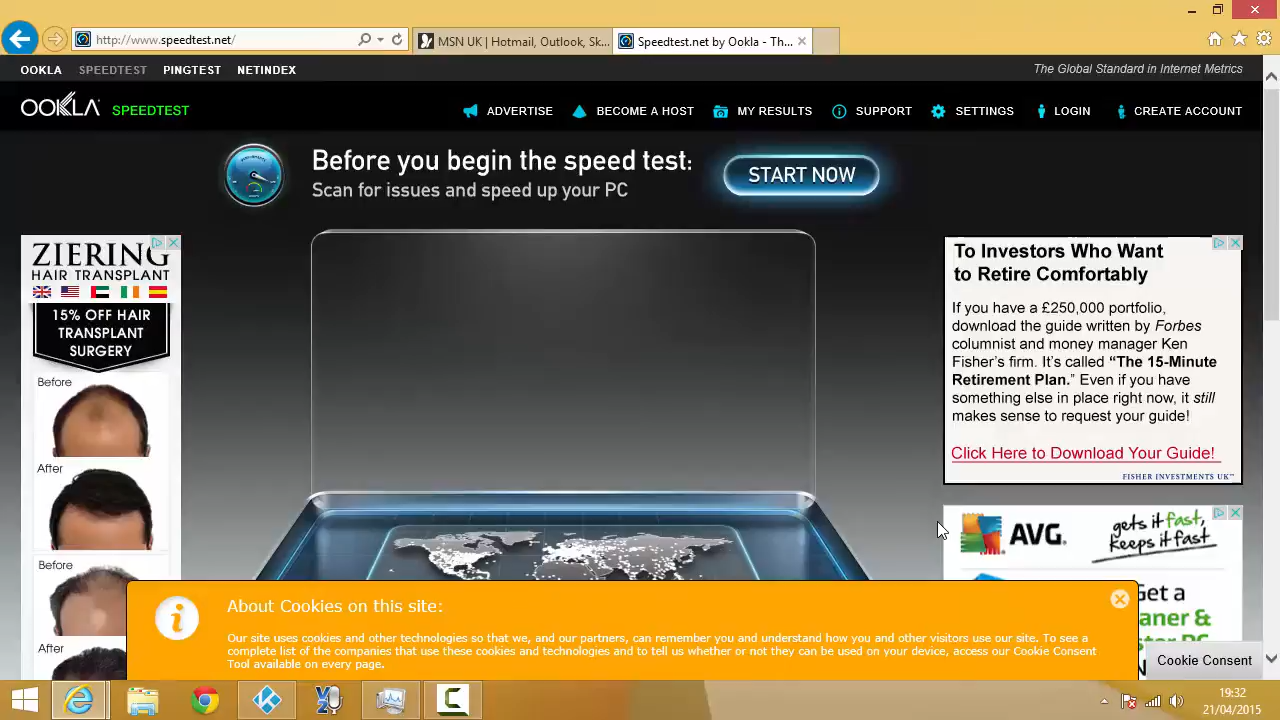 http://www.speedtest.net/
MSN UK | Hotmail, Outlook, Sk...
Speedtest.net by Ookla - Th...
OOKLA SPEEDTEST PINGTEST NETINDEX
The Global Standard in Internet Metrics
OOKLA SPEEDTEST
ADVERTISE BECOME A HOST MY RESULTS SUPPORT SETTINGS LOGIN CREATE ACCOUNT
Before you begin the speed test:
Scan for issues and speed up your PC
START NOW
ZIERING
HAIR TRANSPLANT
15% OFF HAIR
TRANSPLANT
SURGERY
Before
After
Before
After
To Investors Who Want
to Retire Comfortably
If you have a £250,000 portfolio,
download the guide written by Forbes
columnist and money manager Ken
Fisher's firm. It's called “The 15-Minute
Retirement Plan.” Even if you have
something else in place right now, it still
makes sense to request your guide!
Click Here to Download Your Guide!
FISHER INVESTMENTS UK™
AVG.
gets it fast,
keeps it fast
About Cookies on this site:
Our site uses cookies and other technologies so that we, and our partners, can remember you and understand how you and other visitors use our site. To see a
complete list of the companies that use these cookies and technologies and to tell us whether or not they can be used on your device, access our Cookie Consent
Tool available on every page.
Cookie Consent
19:32
21/04/2015